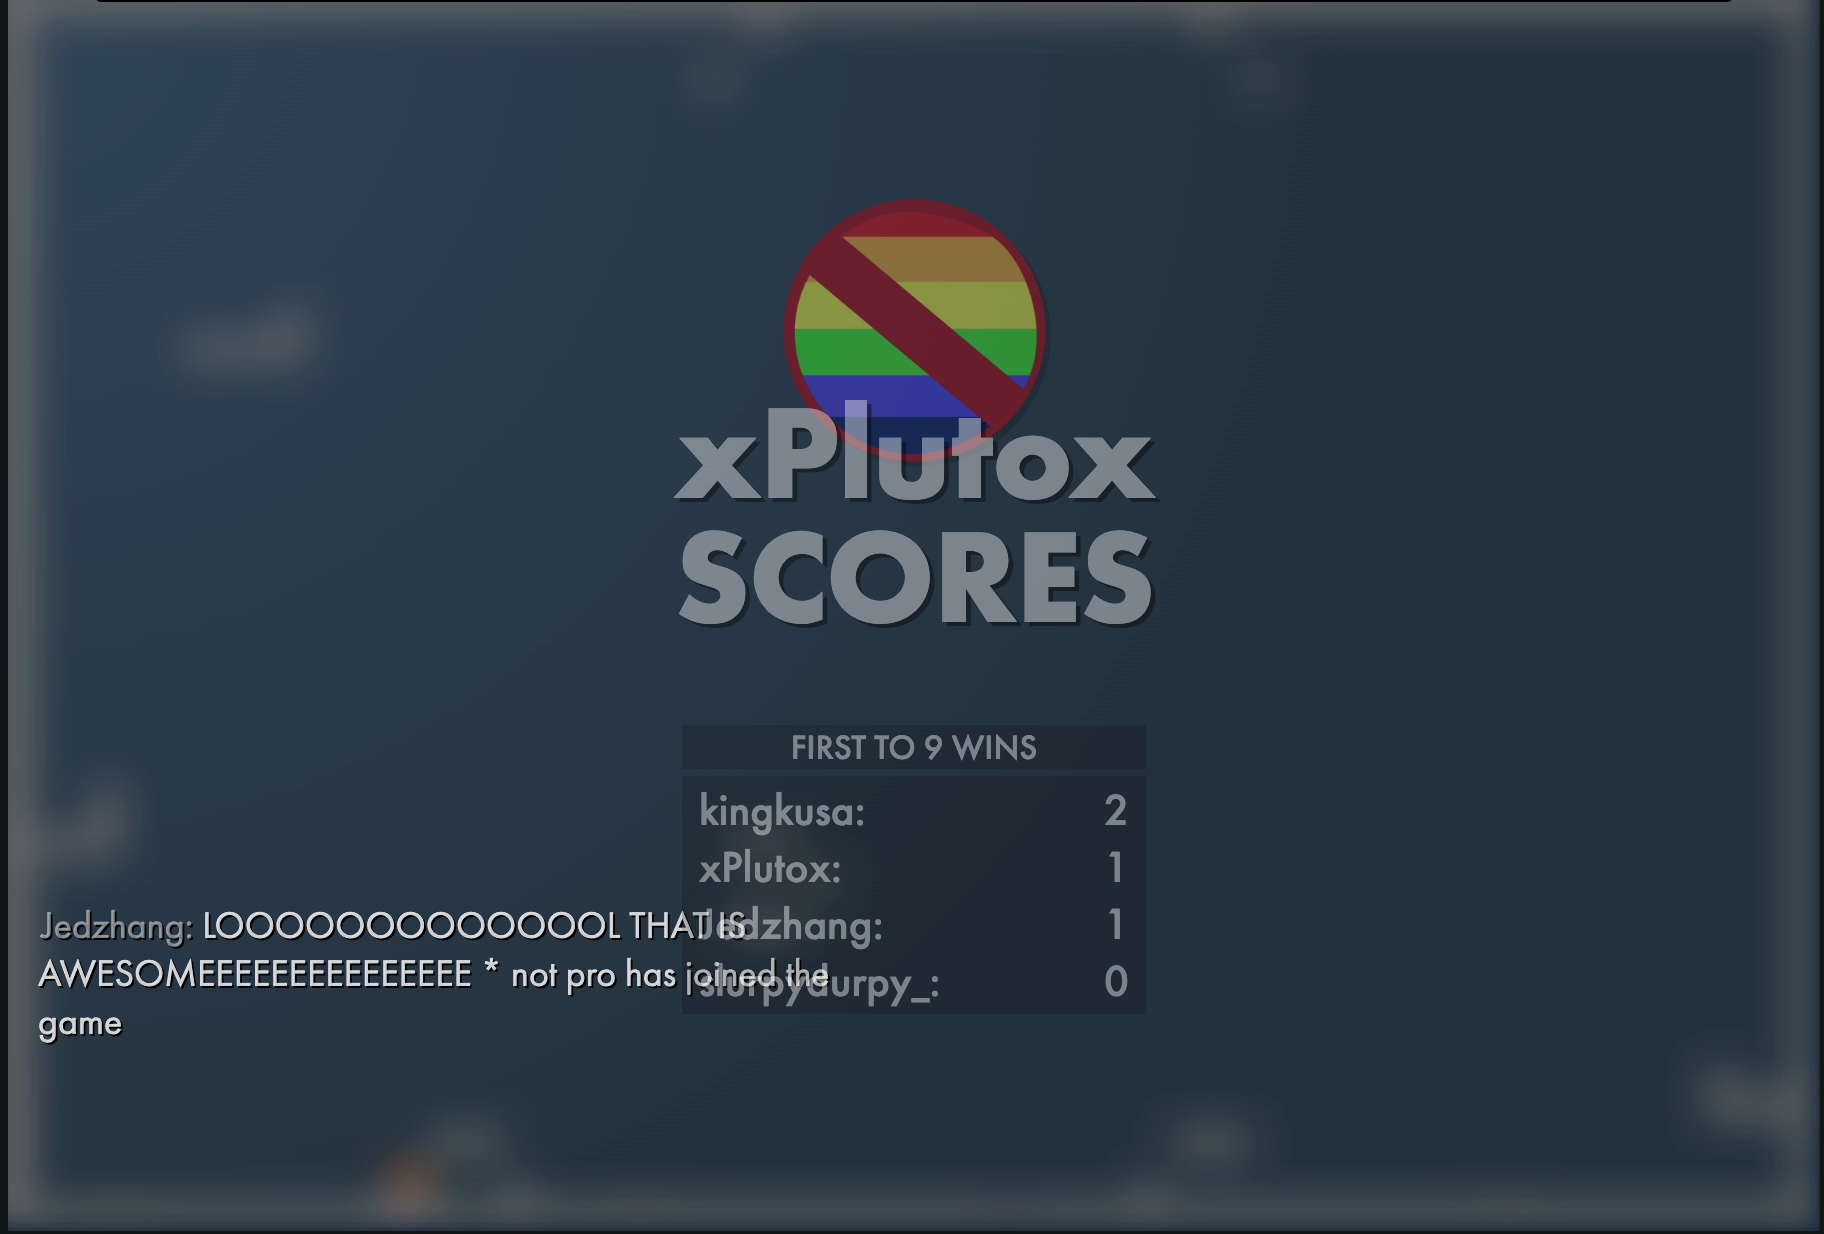 xPlutox
SCORES
FIRST TO 9 WINS
kingkusa: 2
xPlutox: 1
Jedzhang: 1
slurpydurpy_: 0
Jedzhang: LOOOOOOOOOOOOOL THAT IS
AWESOMEEEEEEEEEEEEEEE * not pro has joined the
game